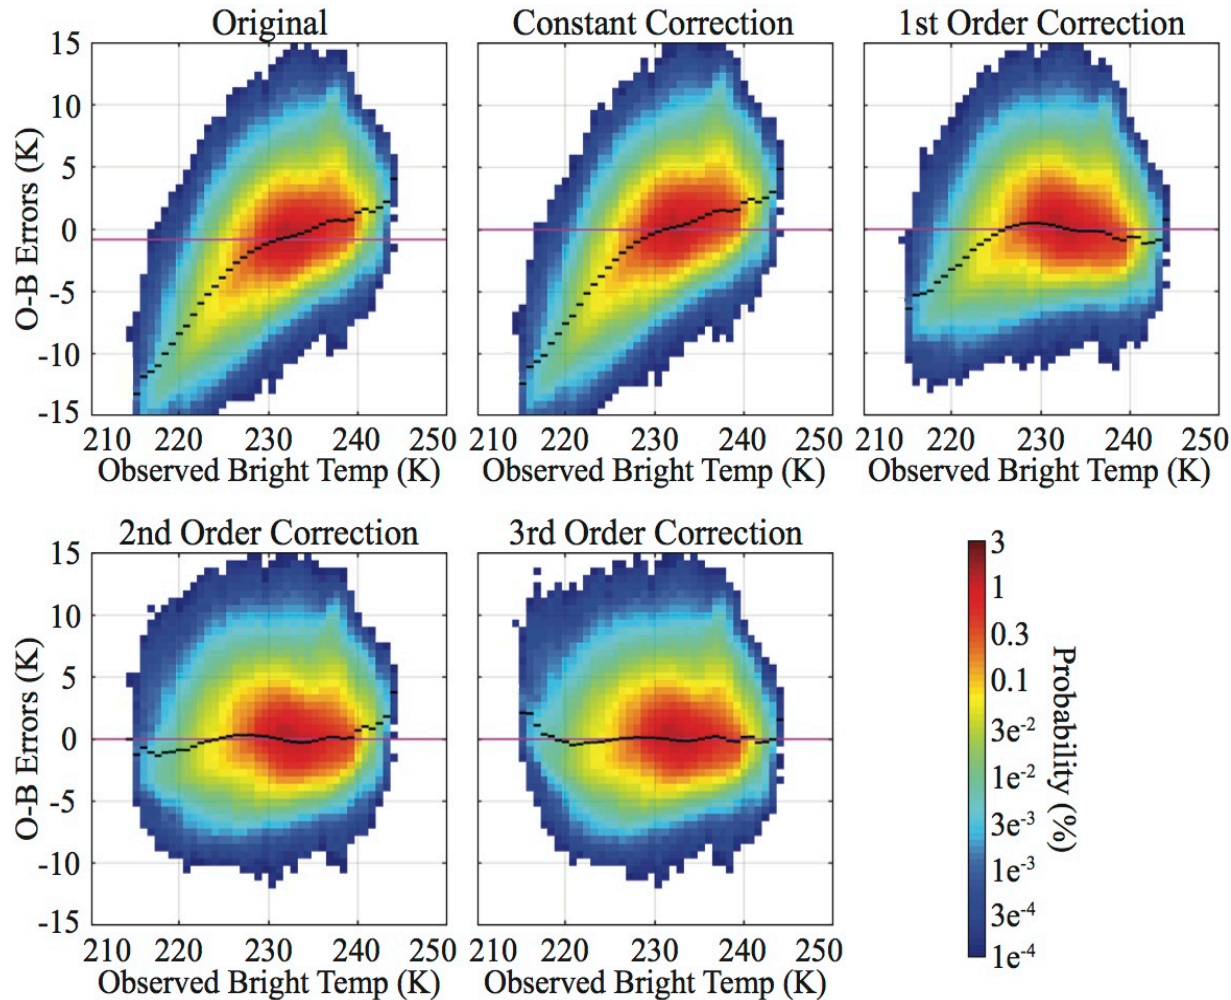 Original
Constant Correction
1st Order Correction
O-B Errors (K)
15
10
5
0
-5
-10
-15
210 220 230 240 250
210 220 230 240 250
210 220 230 240 250
Observed Bright Temp (K)
Observed Bright Temp (K)
Observed Bright Temp (K)
2nd Order Correction
3rd Order Correction
O-B Errors (K)
15
10
5
0
-5
-10
-15
210 220 230 240 250
210 220 230 240 250
Observed Bright Temp (K)
Observed Bright Temp (K)
3
1
0.3
0.1
3e-2
1e-2
3e-3
1e-3
3e-4
1e-4
Probability (%)